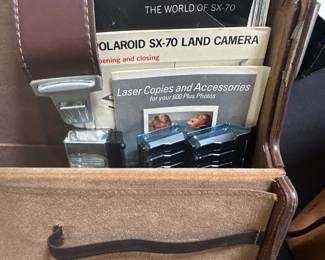 THE WORLD OF SX-70
POLAROID SX-70 LAND CAMERA
opening and closing
Laser Copies and Accessories
for your 600 Plus Photos